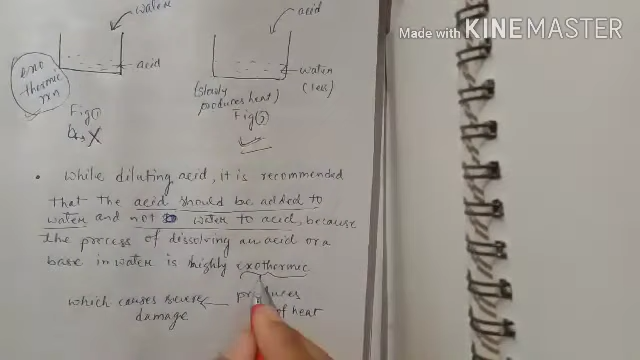 Made with KINEMASTER
water
acid
exo
thermic
rxn
acid
water
(less)
(slowly
produces heat)
Fig ①
Fig ②
• While diluting acid, it is recommended
that the acid should be added to
water and not water to acid, because
the process of dissolving an acid or a
base in water is highly exothermic
which causes severe
damage
produces
of heat